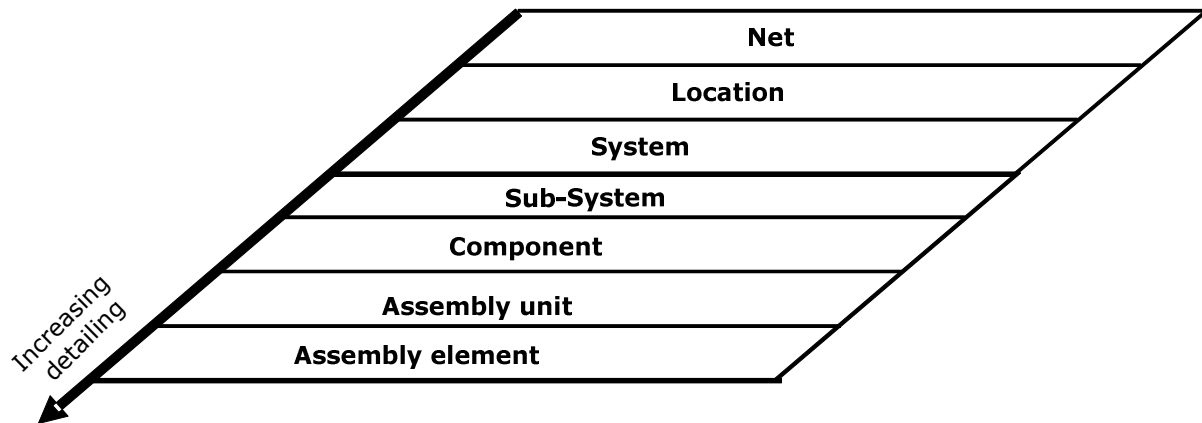 Net
Location
System
Sub-System
Component
Assembly unit
Assembly element
Increasing
detailing